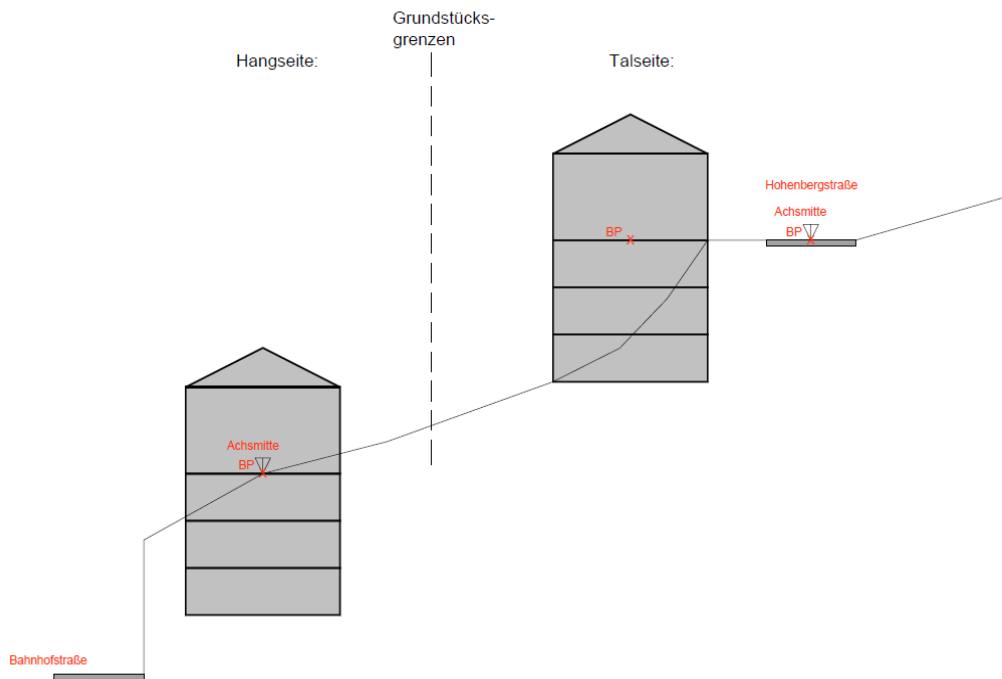 Grundstücks-
grenzen
Hangseite:
Talseite:
Hohenbergstraße
Achsmitte
BP
BP
Achsmitte
BP
Bahnhofstraße